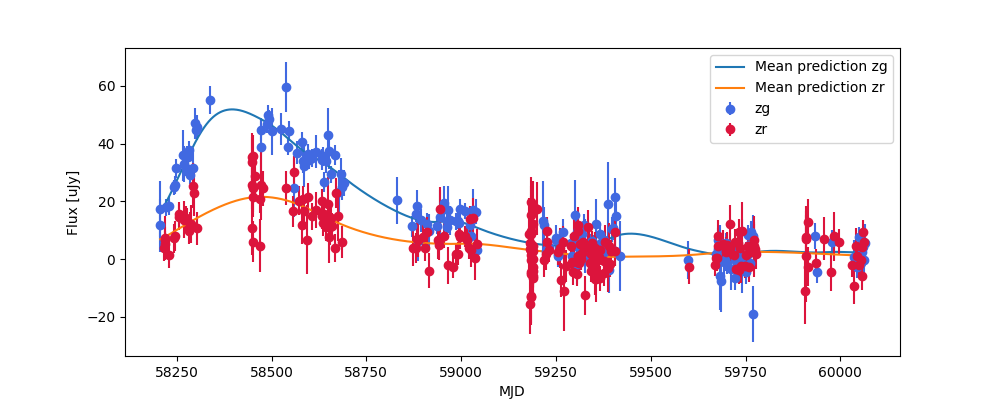 Mean prediction zg
Mean prediction zr
zg
zr
Flux [uJy]
60
40
20
0
−20
58250 58500 58750 59000 59250 59500 59750 60000
MJD